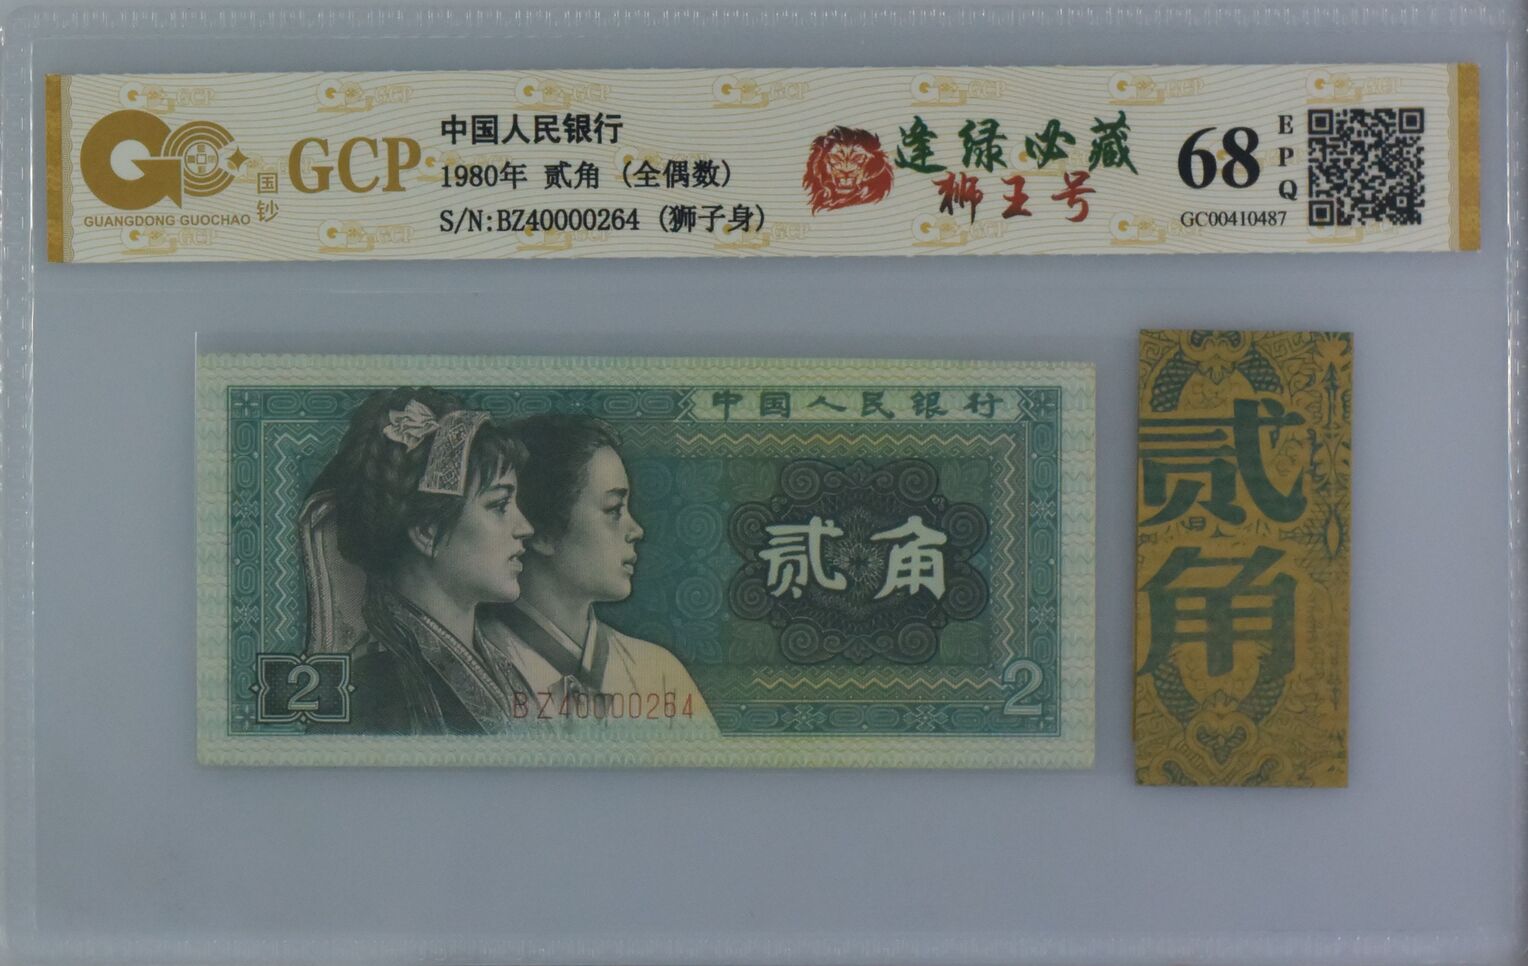 GCP
GUANGDONG GUOCHAO
国钞
中国人民银行
1980年 贰角 (全偶数)
S/N:BZ40000264 (狮子身)
逢绿必藏
狮王号
68
EPQ
GC00410487
中国人民银行
贰角
2
BZ40000264
2
贰角